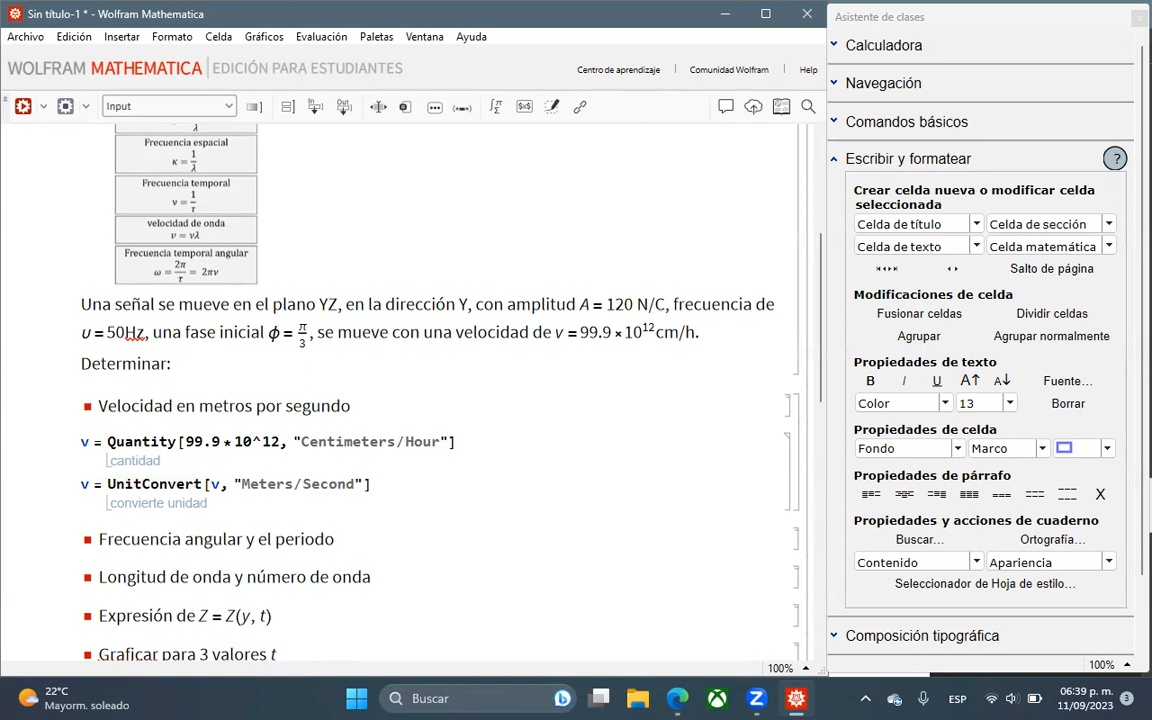 Sin título-1 * - Wolfram Mathematica
Archivo Edición Insertar Formato Celda Gráficos Evaluación Paletas Ventana Ayuda
WOLFRAM MATHEMATICA | EDICIÓN PARA ESTUDIANTES
Centro de aprendizaje | Comunidad Wolfram | Help
Input
λ
Frecuencia espacial
κ = 1/λ
Frecuencia temporal
ν = 1/τ
velocidad de onda
υ = νλ
Frecuencia temporal angular
ω = 2π/τ = 2πν
Una señal se mueve en el plano YZ, en la dirección Y, con amplitud A = 120 N/C, frecuencia de
υ = 50Hz, una fase inicial ϕ = π/3, se mueve con una velocidad de v = 99.9 * 10^12 cm/h.
Determinar:
Velocidad en metros por segundo
v = Quantity[99.9 * 10^12, "Centimeters/Hour"]
cantidad
v = UnitConvert[v, "Meters/Second"]
convierte unidad
Frecuencia angular y el periodo
Longitud de onda y número de onda
Expresión de Z = Z(y, t)
Graficar para 3 valores t
100%
Asistente de clases
Calculadora
Navegación
Comandos básicos
Escribir y formatear
?
Crear celda nueva o modificar celda
seleccionada
Celda de título Celda de sección
Celda de texto Celda matemática
Salto de página
Modificaciones de celda
Fusionar celdas Dividir celdas
Agrupar Agrupar normalmente
Propiedades de texto
B I U A↑ A↓ Fuente...
Color 13 Borrar
Propiedades de celda
Fondo Marco
Propiedades de párrafo
X
Propiedades y acciones de cuaderno
Buscar... Ortografía...
Contenido Apariencia
Seleccionador de Hoja de estilo...
Composición tipográfica
100%
22°C
Mayorm. soleado
Buscar
ESP
06:39 p. m.
11/09/2023
3